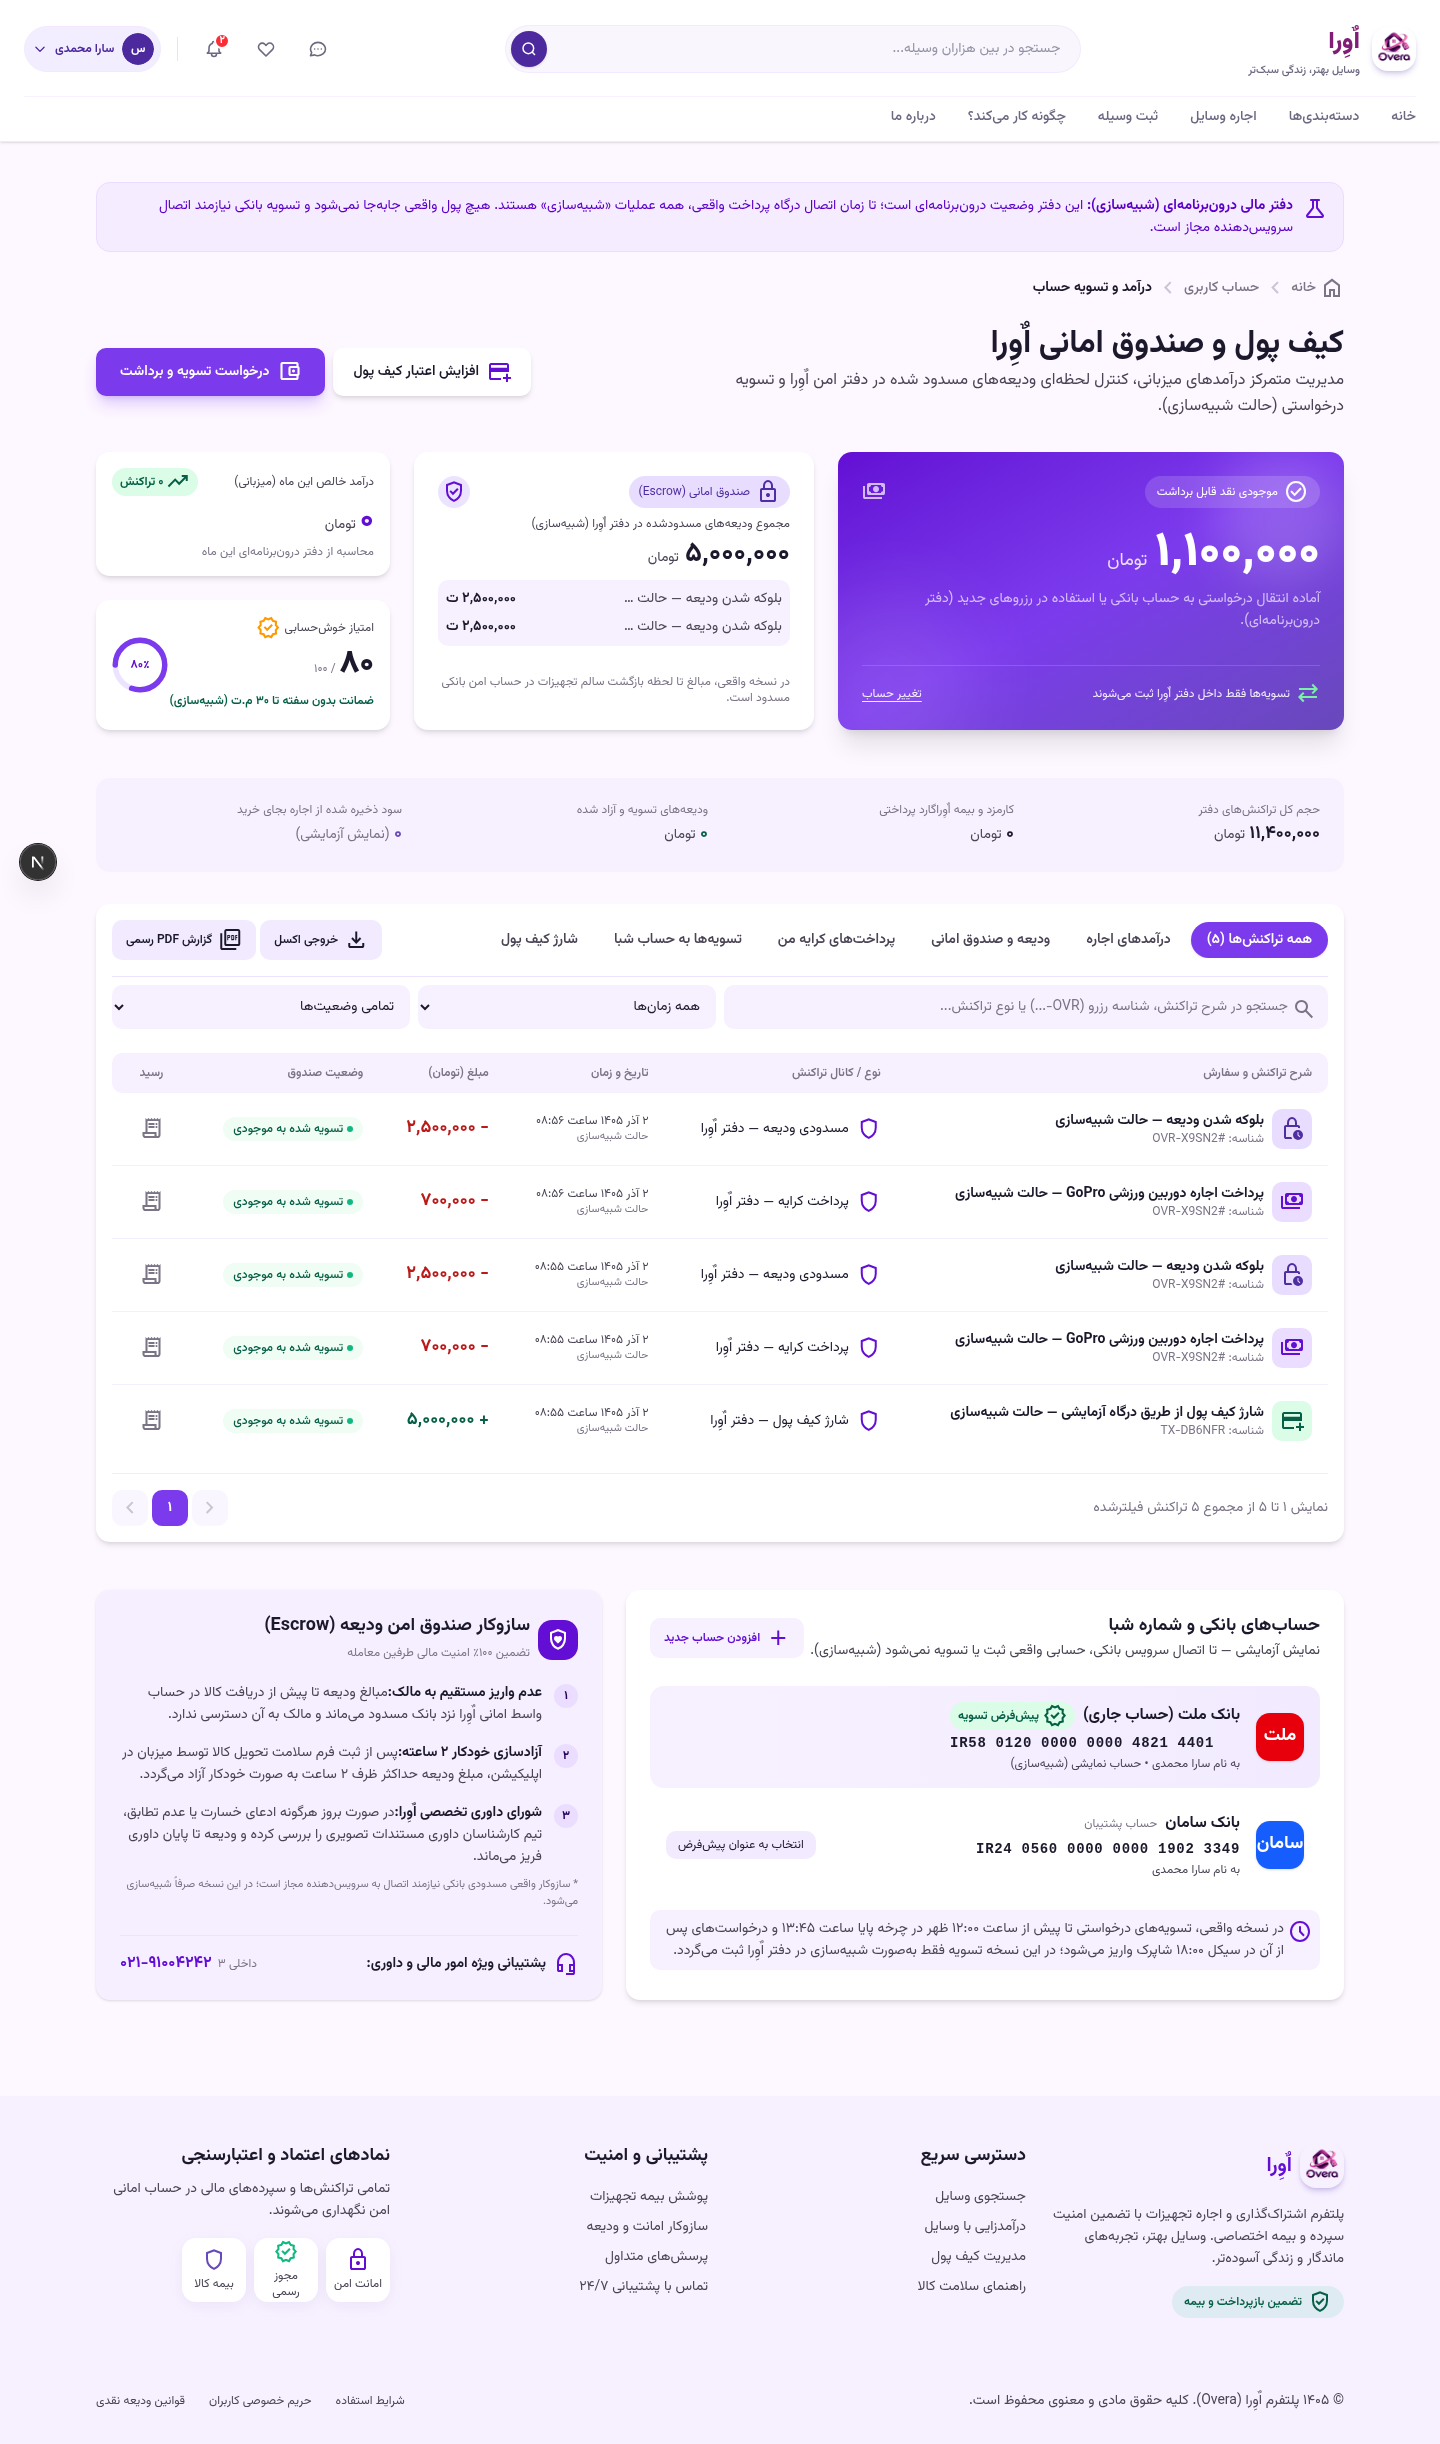 اُوِرا
وسایل بهتر، زندگی سبک‌تر
Overa
جستجو در بین هزاران وسیله...
۲
سارا محمدی
س
خانه
دسته‌بندی‌ها
اجاره وسایل
ثبت وسیله
چگونه کار می‌کند؟
درباره ما
دفتر مالی درون‌برنامه‌ای (شبیه‌سازی): این دفتر وضعیت درون‌برنامه‌ای است؛ تا زمان اتصال درگاه پرداخت واقعی، همه عملیات «شبیه‌سازی» هستند. هیچ پول واقعی جابه‌جا نمی‌شود و تسویه بانکی نیازمند اتصال
سرویس‌دهنده مجاز است.
خانه
حساب کاربری
درآمد و تسویه حساب
کیف پول و صندوق امانی اُوِرا
مدیریت متمرکز درآمدهای میزبانی، کنترل لحظه‌ای ودیعه‌های مسدود شده در دفتر امن اُوِرا و تسویه
درخواستی (حالت شبیه‌سازی).
افزایش اعتبار کیف پول
درخواست تسویه و برداشت
موجودی نقد قابل برداشت
۱,۱۰۰,۰۰۰ تومان
آماده انتقال درخواستی به حساب بانکی یا استفاده در رزروهای جدید (دفتر
درون‌برنامه‌ای).
تسویه‌ها فقط داخل دفتر اُوِرا ثبت می‌شوند
تغییر حساب
صندوق امانی (Escrow)
مجموع ودیعه‌های مسدودشده در دفتر اُوِرا (شبیه‌سازی)
۵,۰۰۰,۰۰۰ تومان
بلوکه شدن ودیعه — حالت ...
۲,۵۰۰,۰۰۰ ت
بلوکه شدن ودیعه — حالت ...
۲,۵۰۰,۰۰۰ ت
در نسخه واقعی، مبالغ تا لحظه بازگشت سالم تجهیزات در حساب امن بانکی
مسدود است.
درآمد خالص این ماه (میزبانی)
۰ تراکنش
۰ تومان
محاسبه از دفتر درون‌برنامه‌ای این ماه
امتیاز خوش‌حسابی
۸۰ / ۱۰۰
۸۰٪
ضمانت بدون سفته تا ۳۰ م.ت (شبیه‌سازی)
حجم کل تراکنش‌های دفتر
۱۱,۴۰۰,۰۰۰ تومان
کارمزد و بیمه اُوِراگارد پرداختی
۰ تومان
ودیعه‌های تسویه و آزاد شده
۰ تومان
سود ذخیره شده از اجاره بجای خرید
۰ (نمایش آزمایشی)
N
همه تراکنش‌ها (۵)
درآمدهای اجاره
ودیعه و صندوق امانی
پرداخت‌های کرایه من
تسویه‌ها به حساب شبا
شارژ کیف پول
خروجی اکسل
PDF
گزارش PDF رسمی
جستجو در شرح تراکنش، شناسه رزرو (OVR-...) یا نوع تراکنش...
همه زمان‌ها
تمامی وضعیت‌ها
شرح تراکنش و سفارش
نوع / کانال تراکنش
تاریخ و زمان
مبلغ (تومان)
وضعیت صندوق
رسید
بلوکه شدن ودیعه — حالت شبیه‌سازی
شناسه: #OVR-X9SN2
مسدودی ودیعه — دفتر اُوِرا
۲ آذر ۱۴۰۵ ساعت ۰۸:۵۶
حالت شبیه‌سازی
− ۲,۵۰۰,۰۰۰
تسویه شده به موجودی
پرداخت اجاره دوربین ورزشی GoPro — حالت شبیه‌سازی
شناسه: #OVR-X9SN2
پرداخت کرایه — دفتر اُوِرا
۲ آذر ۱۴۰۵ ساعت ۰۸:۵۶
حالت شبیه‌سازی
− ۷۰۰,۰۰۰
تسویه شده به موجودی
بلوکه شدن ودیعه — حالت شبیه‌سازی
شناسه: #OVR-X9SN2
مسدودی ودیعه — دفتر اُوِرا
۲ آذر ۱۴۰۵ ساعت ۰۸:۵۵
حالت شبیه‌سازی
− ۲,۵۰۰,۰۰۰
تسویه شده به موجودی
پرداخت اجاره دوربین ورزشی GoPro — حالت شبیه‌سازی
شناسه: #OVR-X9SN2
پرداخت کرایه — دفتر اُوِرا
۲ آذر ۱۴۰۵ ساعت ۰۸:۵۵
حالت شبیه‌سازی
− ۷۰۰,۰۰۰
تسویه شده به موجودی
شارژ کیف پول از طریق درگاه آزمایشی — حالت شبیه‌سازی
شناسه: TX-DB6NFR
شارژ کیف پول — دفتر اُوِرا
۲ آذر ۱۴۰۵ ساعت ۰۸:۵۵
حالت شبیه‌سازی
+ ۵,۰۰۰,۰۰۰
تسویه شده به موجودی
نمایش ۱ تا ۵ از مجموع ۵ تراکنش فیلترشده
۱
حساب‌های بانکی و شماره شبا
نمایش آزمایشی — تا اتصال سرویس بانکی، حسابی واقعی ثبت یا تسویه نمی‌شود (شبیه‌سازی).
افزودن حساب جدید
ملت
بانک ملت (حساب جاری)
پیش‌فرض تسویه
IR58 0120 0000 0000 4821 4401
به نام سارا محمدی • حساب نمایشی (شبیه‌سازی)
سامان
بانک سامان
حساب پشتیبان
IR24 0560 0000 0000 1902 3349
به نام سارا محمدی
انتخاب به عنوان پیش‌فرض
در نسخه واقعی، تسویه‌های درخواستی تا پیش از ساعت ۱۲:۰۰ ظهر در چرخه پایا ساعت ۱۳:۴۵ و درخواست‌های پس
از آن در سیکل ۱۸:۰۰ شاپرک واریز می‌شود؛ در این نسخه تسویه فقط به‌صورت شبیه‌سازی در دفتر اُوِرا ثبت می‌گردد.
سازوکار صندوق امن ودیعه (Escrow)
تضمین ۱۰۰٪ امنیت مالی طرفین معامله
۱
عدم واریز مستقیم به مالک:مبالغ ودیعه تا پیش از دریافت کالا در حساب
واسط امانی اُوِرا نزد بانک مسدود می‌ماند و مالک به آن دسترسی ندارد.
۲
آزادسازی خودکار ۲ ساعته:پس از ثبت فرم سلامت تحویل کالا توسط میزبان در
اپلیکیشن، مبلغ ودیعه حداکثر ظرف ۲ ساعت به صورت خودکار آزاد می‌گردد.
۳
شورای داوری تخصصی اُوِرا:در صورت بروز هرگونه ادعای خسارت یا عدم تطابق،
تیم کارشناسان داوری مستندات تصویری را بررسی کرده و ودیعه تا پایان داوری
فریز می‌ماند.
* سازوکار واقعی مسدودی بانکی نیازمند اتصال به سرویس‌دهنده مجاز است؛ در این نسخه صرفاً شبیه‌سازی
می‌شود.
پشتیبانی ویژه امور مالی و داوری:
داخلی ۳
۰۲۱-۹۱۰۰۴۲۴۲
Overa
اُوِرا
پلتفرم اشتراک‌گذاری و اجاره تجهیزات با تضمین امنیت
سپرده و بیمه اختصاصی. وسایل بهتر، تجربه‌های
ماندگار و زندگی آسوده‌تر.
تضمین بازپرداخت و بیمه
دسترسی سریع
جستجوی وسایل
درآمدزایی با وسایل
مدیریت کیف پول
راهنمای سلامت کالا
پشتیبانی و امنیت
پوشش بیمه تجهیزات
سازوکار امانت و ودیعه
پرسش‌های متداول
تماس با پشتیبانی ۲۴/۷
نمادهای اعتماد و اعتبارسنجی
تمامی تراکنش‌ها و سپرده‌های مالی در حساب امانی
امن نگهداری می‌شوند.
امانت امن
مجوز
رسمی
بیمه کالا
© ۱۴۰۵ پلتفرم اُوِرا (Overa). کلیه حقوق مادی و معنوی محفوظ است.
شرایط استفاده
حریم خصوصی کاربران
قوانین ودیعه نقدی